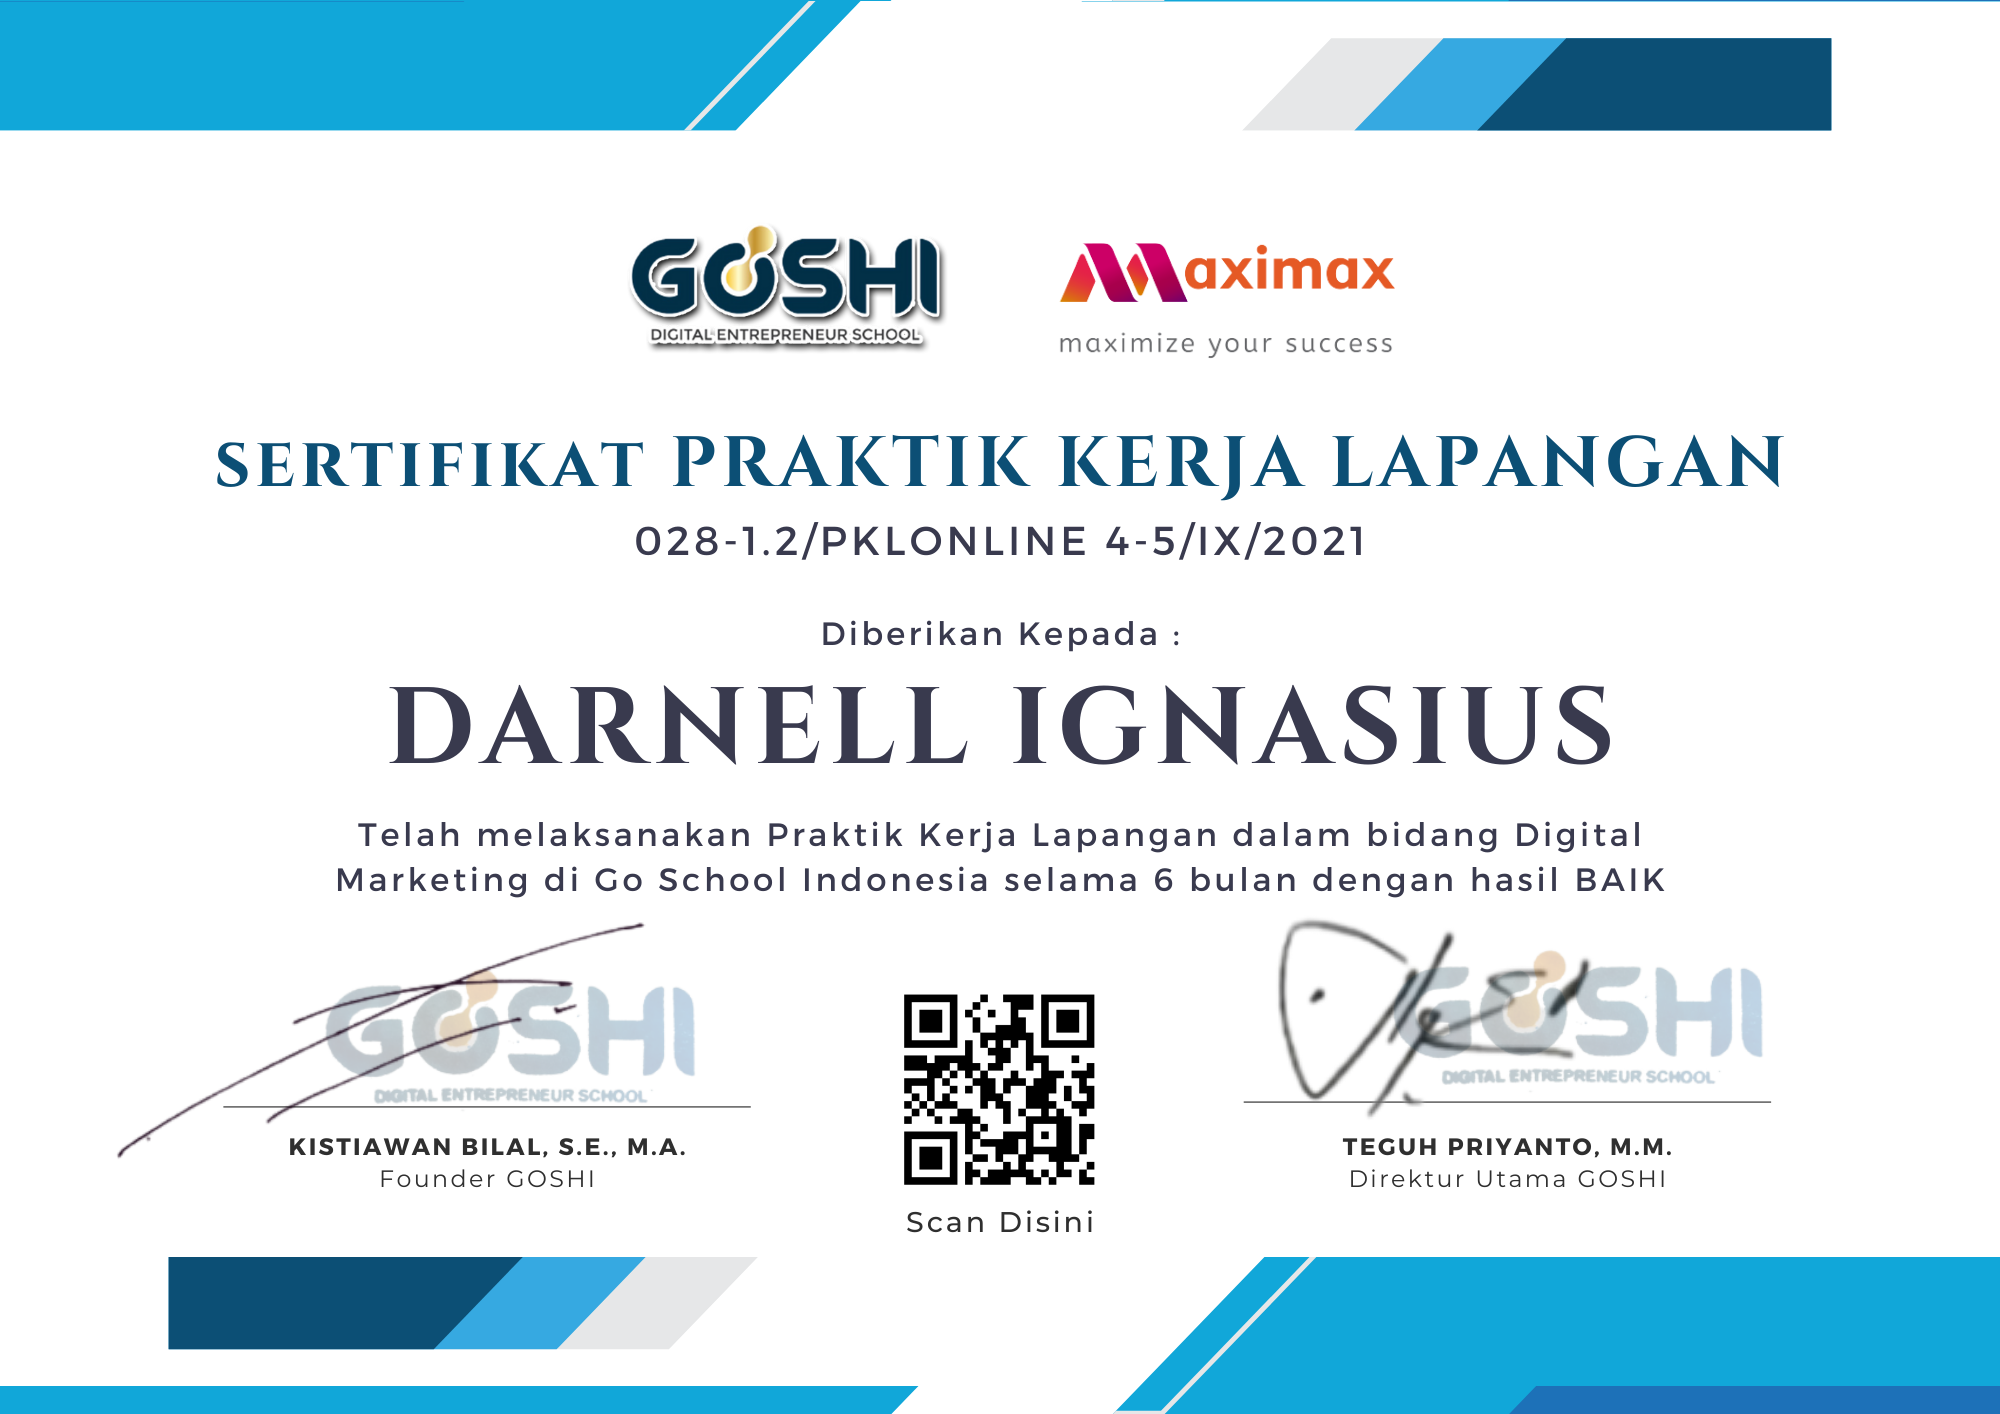 GOSHI
DIGITAL ENTREPRENEUR SCHOOL
Maximax
maximize your success
SERTIFIKAT PRAKTIK KERJA LAPANGAN
028-1.2/PKLONLINE 4-5/IX/2021
Diberikan Kepada :
DARNELL IGNASIUS
Telah melaksanakan Praktik Kerja Lapangan dalam bidang Digital
Marketing di Go School Indonesia selama 6 bulan dengan hasil BAIK
GOSHI
DIGITAL ENTREPRENEUR SCHOOL
KISTIAWAN BILAL, S.E., M.A.
Founder GOSHI
Scan Disini
GOSHI
DIGITAL ENTREPRENEUR SCHOOL
TEGUH PRIYANTO, M.M.
Direktur Utama GOSHI